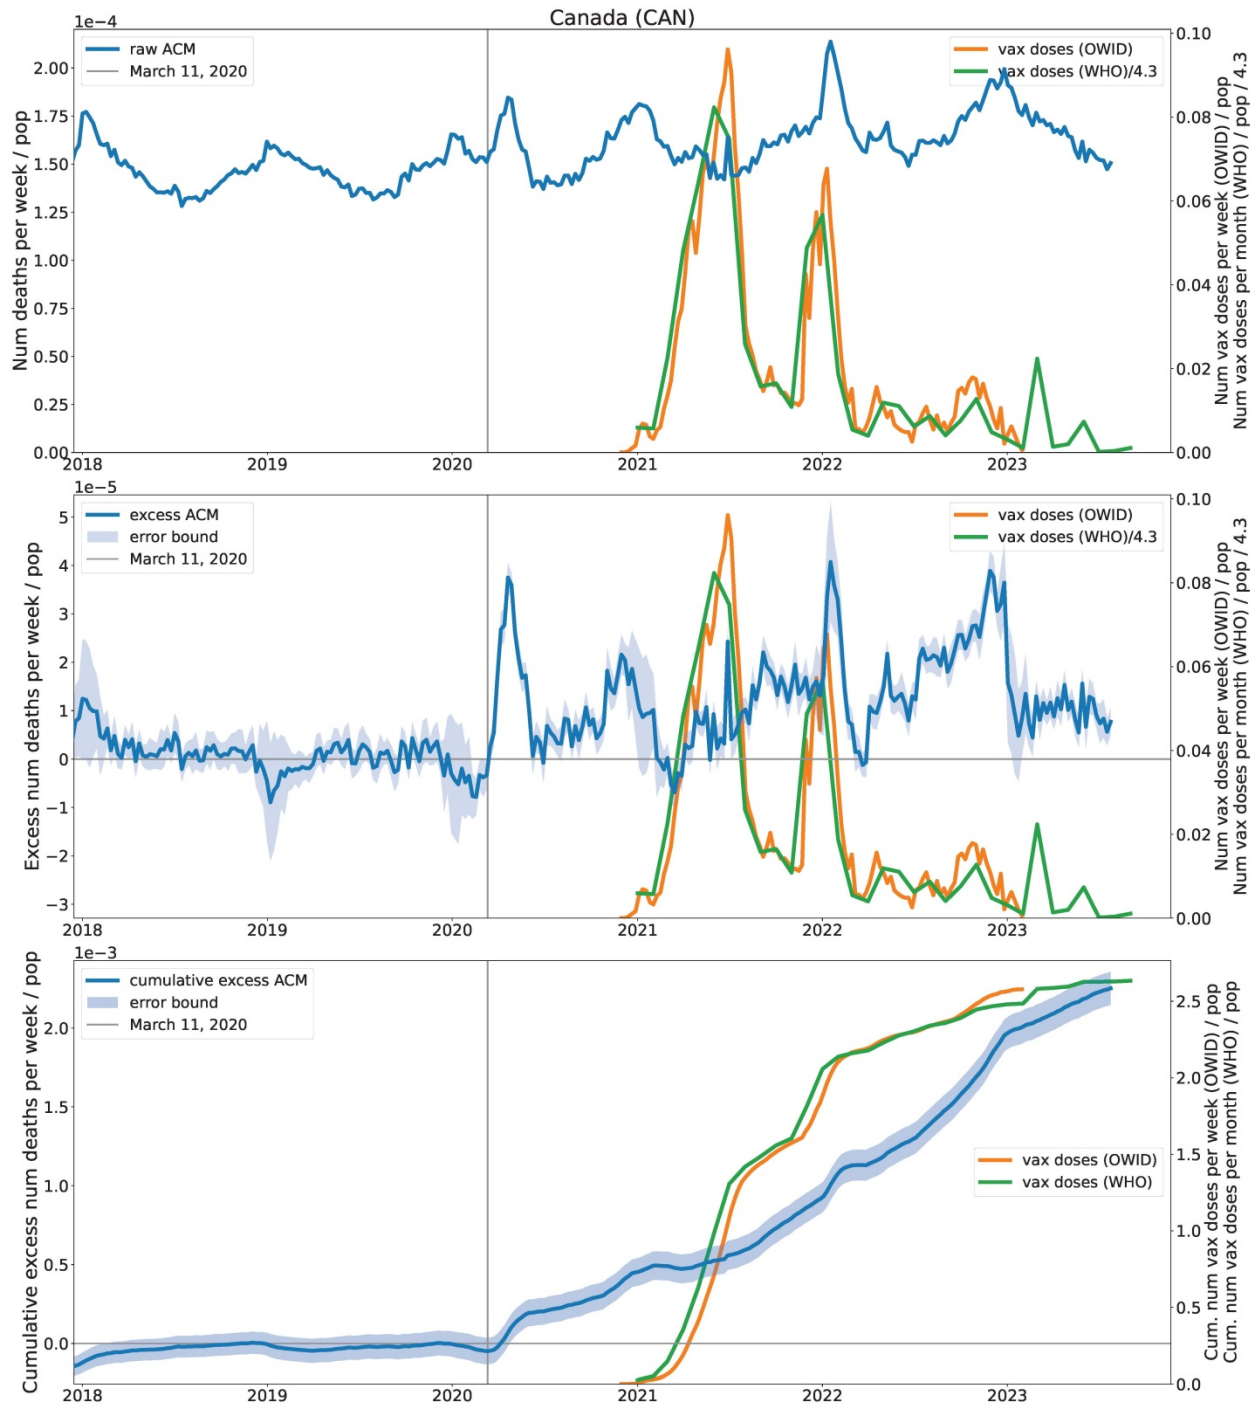 Canada (CAN)
1e−4
raw ACM
March 11, 2020
vax doses (OWID)
vax doses (WHO)/4.3
Num deaths per week / pop
2.00
1.75
1.50
1.25
1.00
0.75
0.50
0.25
0.00
0.10
0.08
0.06
0.04
0.02
0.00
Num vax doses per week (OWID) / pop
Num vax doses per month (WHO) / pop / 4.3
2018 2019 2020 2021 2022 2023
1e−5
excess ACM
error bound
March 11, 2020
vax doses (OWID)
vax doses (WHO)/4.3
Excess num deaths per week / pop
5
4
3
2
1
0
−1
−2
−3
0.10
0.08
0.06
0.04
0.02
0.00
Num vax doses per week (OWID) / pop
Num vax doses per month (WHO) / pop / 4.3
2018 2019 2020 2021 2022 2023
1e−3
cumulative excess ACM
error bound
March 11, 2020
vax doses (OWID)
vax doses (WHO)
Cumulative excess num deaths per week / pop
2.0
1.5
1.0
0.5
0.0
2.5
2.0
1.5
1.0
0.5
0.0
Cum. num vax doses per week (OWID) / pop
Cum. num vax doses per month (WHO) / pop
2018 2019 2020 2021 2022 2023